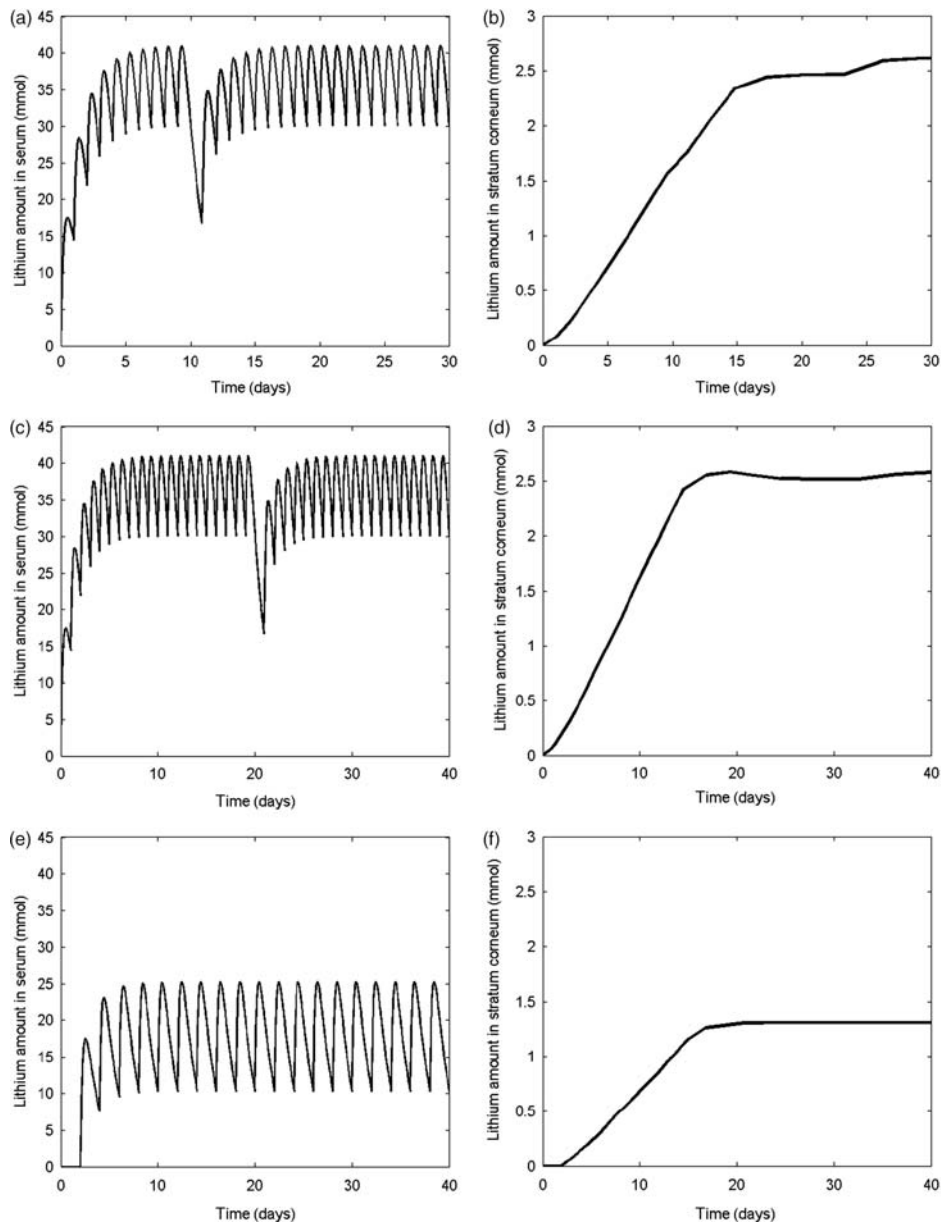 (a)
Lithium amount in serum (mmol)
45
40
35
30
25
20
15
10
5
0
0 5 10 15 20 25 30
Time (days)
(b)
Lithium amount in stratum corneum (mmol)
3
2.5
2
1.5
1
0.5
0
0 5 10 15 20 25 30
Time (days)
(c)
Lithium amount in serum (mmol)
45
40
35
30
25
20
15
10
5
0
0 10 20 30 40
Time (days)
(d)
Lithium amount in stratum corneum (mmol)
3
2.5
2
1.5
1
0.5
0
0 10 20 30 40
Time (days)
(e)
Lithium amount in serum (mmol)
45
40
35
30
25
20
15
10
5
0
0 10 20 30 40
Time (days)
(f)
Lithium amount in stratum corneum (mmol)
3
2.5
2
1.5
1
0.5
0
0 10 20 30 40
Time (days)